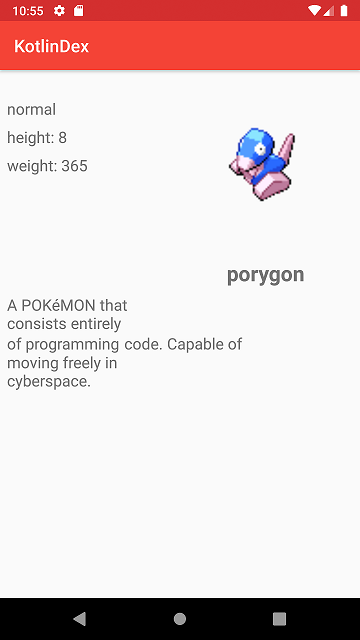 10:55
KotlinDex
normal
height: 8
weight: 365
porygon
A POKéMON that
consists entirely
of programming code. Capable of
moving freely in
cyberspace.